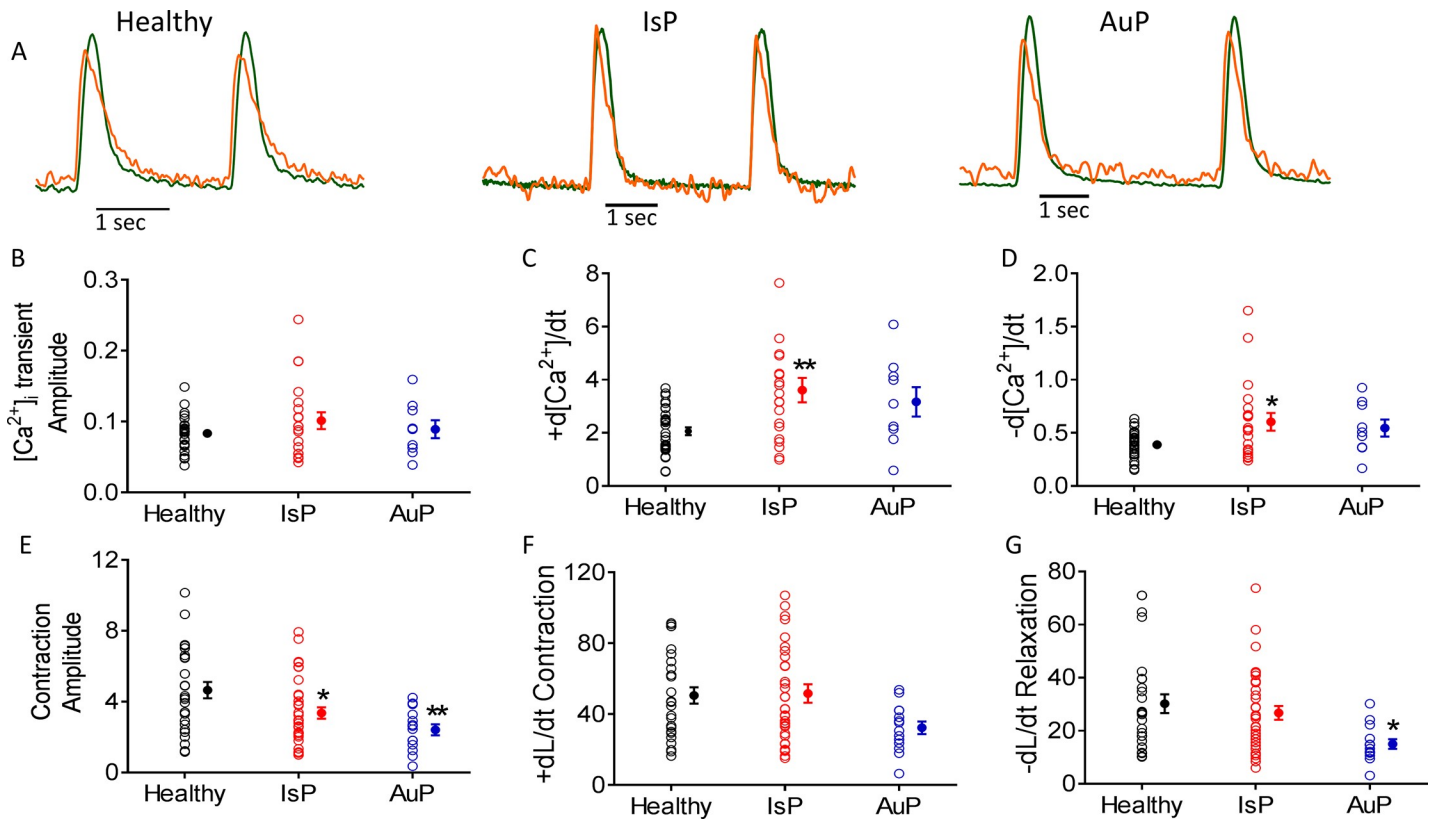 Healthy
IsP
AuP
A
1 sec
1 sec
1 sec
B
[Ca2+]i transient
Amplitude
0.3
0.2
0.1
0.0
Healthy
IsP
AuP
C
+d[Ca2+]/dt
8
6
4
2
0
**
Healthy
IsP
AuP
D
-d[Ca2+]/dt
2.0
1.5
1.0
0.5
0.0
*
Healthy
IsP
AuP
E
Contraction
Amplitude
12
8
4
0
*
**
Healthy
IsP
AuP
F
+dL/dt Contraction
120
80
40
0
Healthy
IsP
AuP
G
-dL/dt Relaxation
80
60
40
20
0
*
Healthy
IsP
AuP